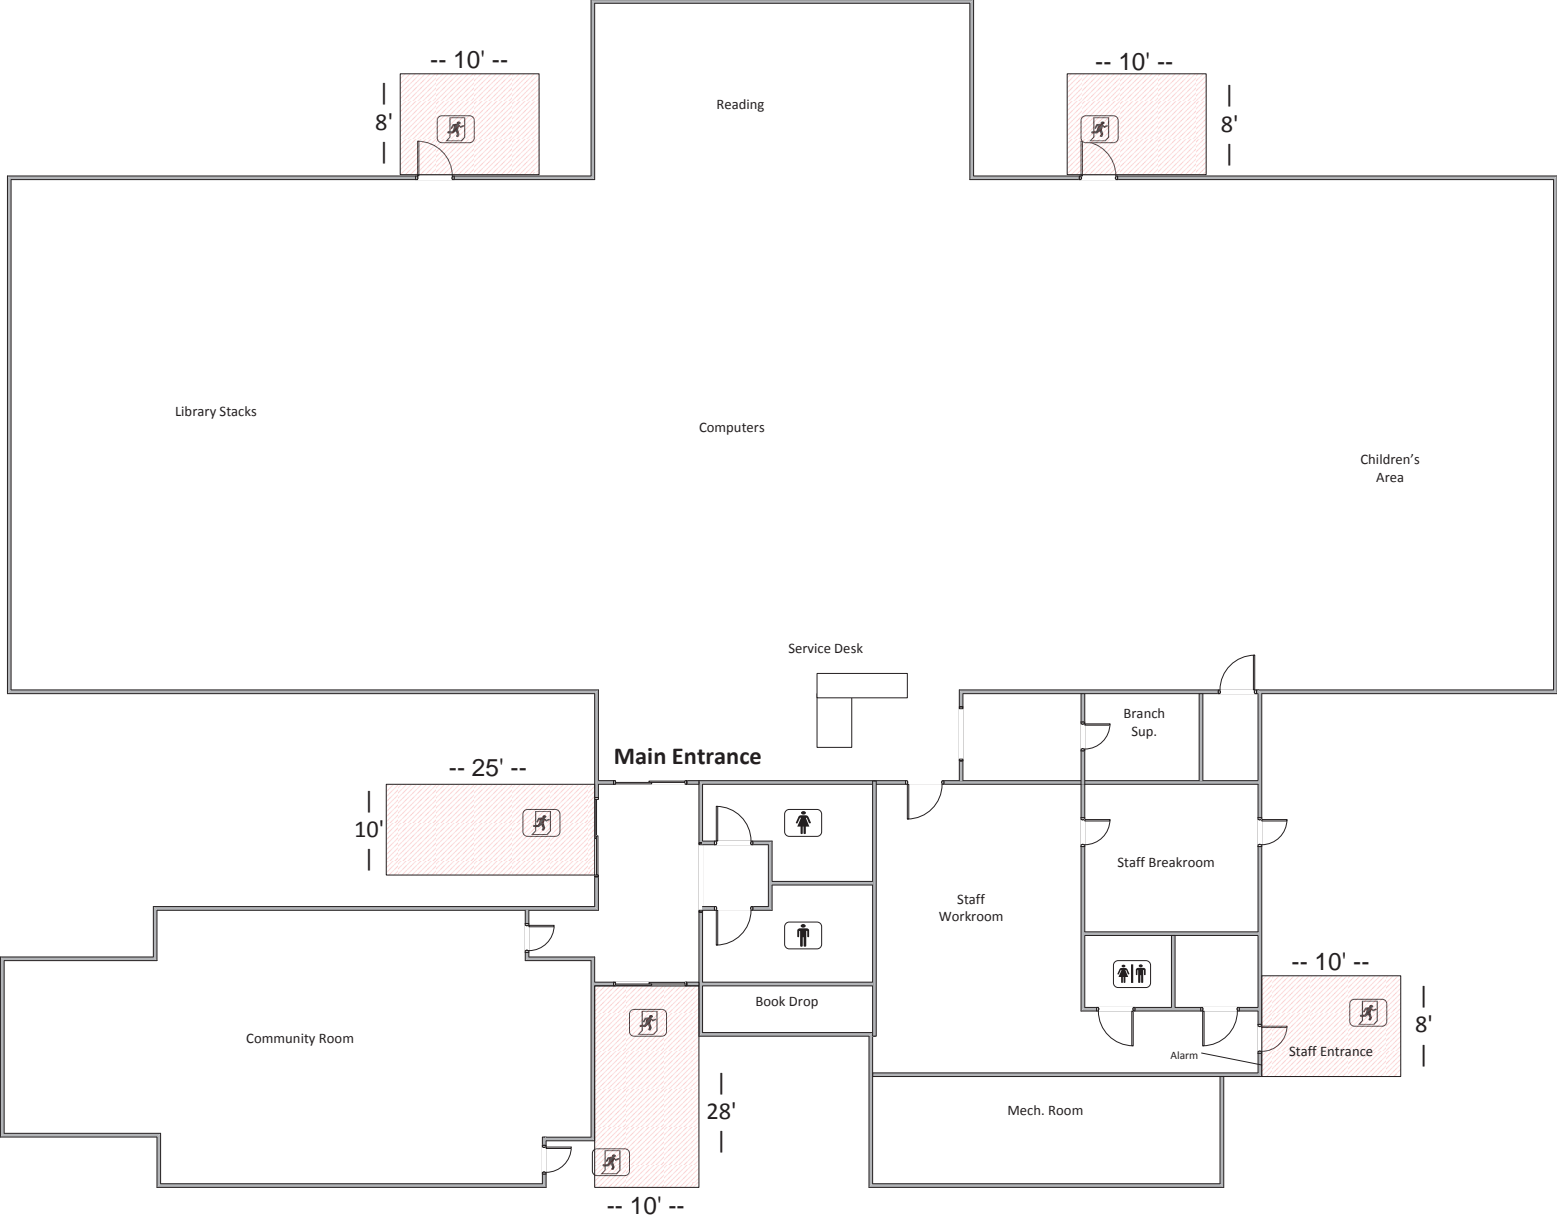 -- 10' --
-- 10' --
8'
Reading
8'
Library Stacks
Computers
Children's
Area
Service Desk
Branch
Sup.
Main Entrance
-- 25' --
10'
Staff Breakroom
Staff
Workroom
-- 10' --
Book Drop
8'
Community Room
Alarm
Staff Entrance
28'
Mech. Room
-- 10' --